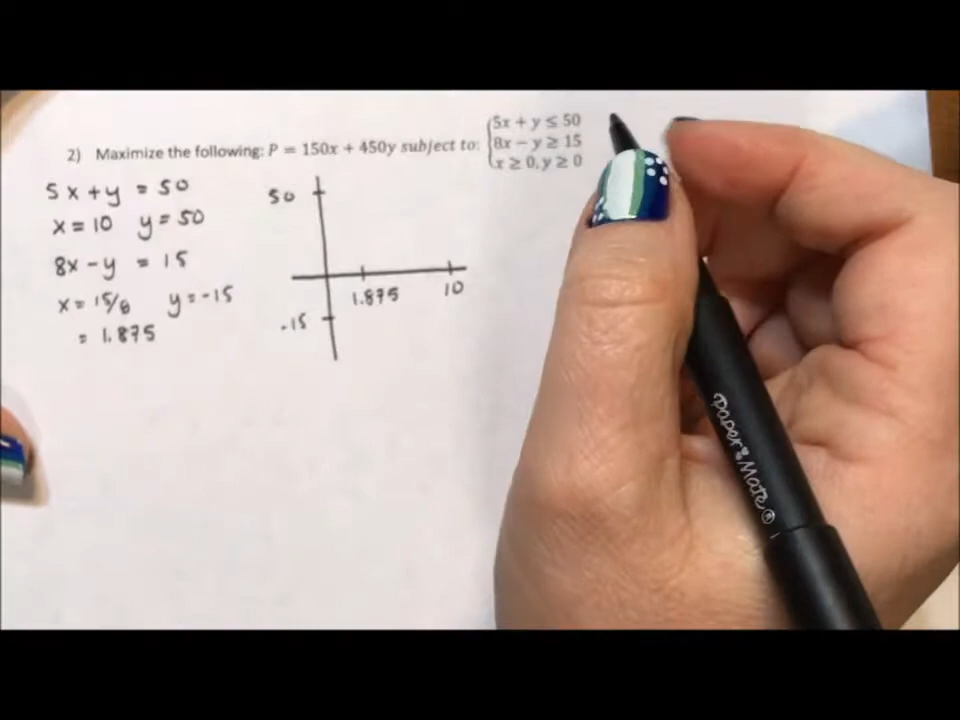 2) Maximize the following: P = 150x + 450y subject to: {5x + y ≤ 50
8x − y ≥ 15
x ≥ 0, y ≥ 0
5x + y = 50
x = 10 y = 50
8x − y = 15
x = 15/8 y = -15
= 1.875
50
1.875 10
-15
PaperMate®